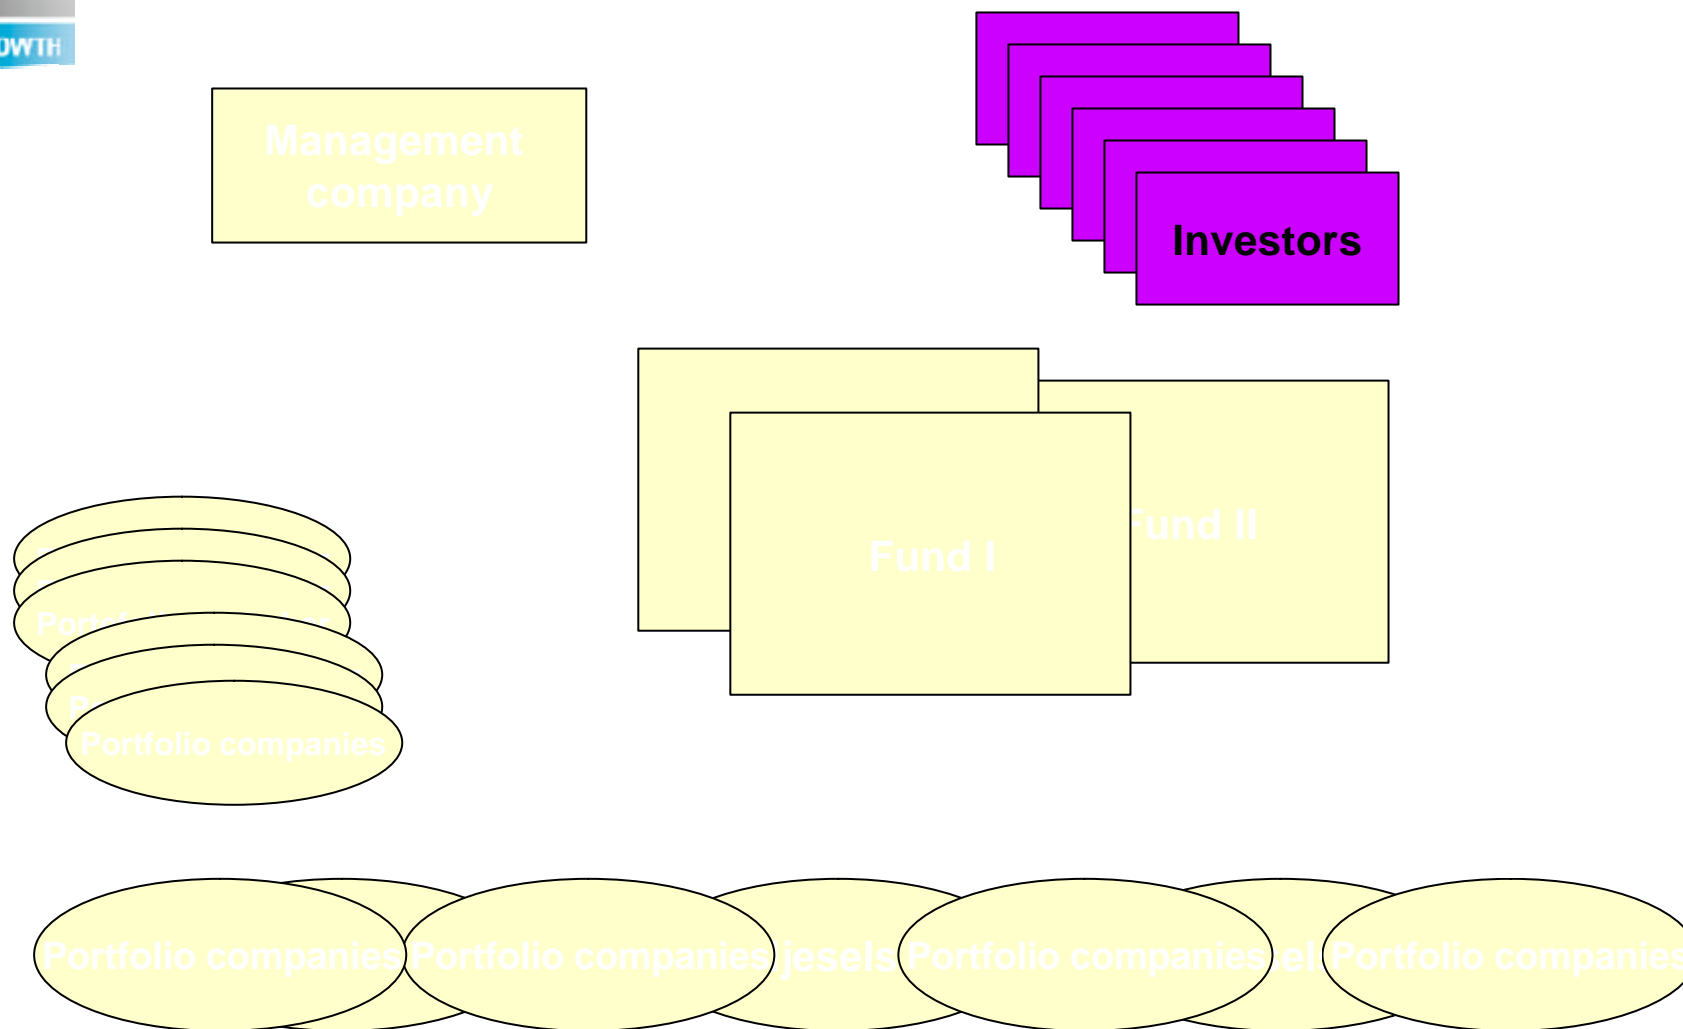 OWTH
Management
company
Investors
Fund II
Fund I
Portfolio companies
Portfolio companies
Portfolio companies
jesels
Portfolio companies
Portfolio companies